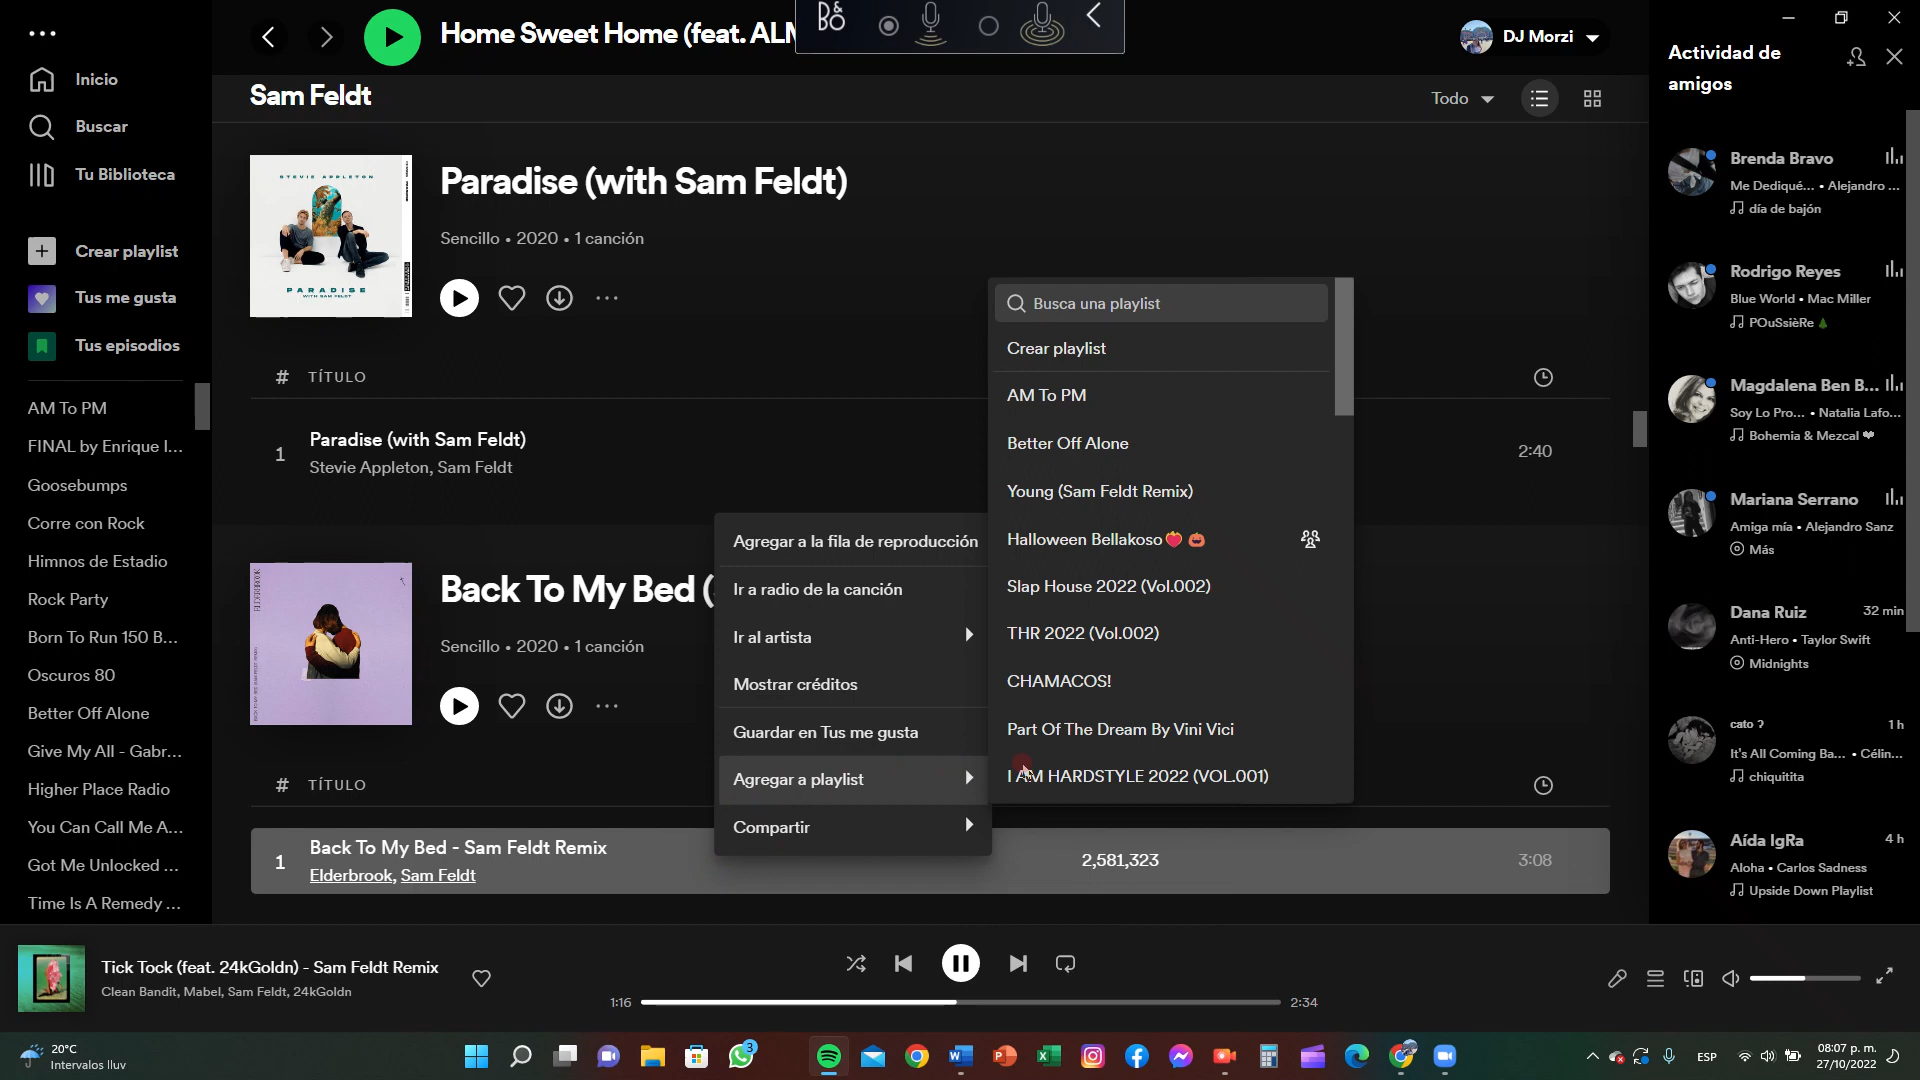 Home Sweet Home (feat. ALM
B&O
DJ Morzi
Inicio
Buscar
Tu Biblioteca
Crear playlist
Tus me gusta
Tus episodios
AM To PM
FINAL by Enrique I...
Goosebumps
Corre con Rock
Himnos de Estadio
Rock Party
Born To Run 150 B...
Oscuros 80
Better Off Alone
Give My All - Gabr...
Higher Place Radio
You Can Call Me A...
Got Me Unlocked ...
Time Is A Remedy ...
Sam Feldt
Todo
STEVIE APPLETON
PARADISE
WITH SAM FELDT
Paradise (with Sam Feldt)
Sencillo • 2020 • 1 canción
# TÍTULO
1
Paradise (with Sam Feldt)
Stevie Appleton, Sam Feldt
2:40
ELDERBROOK
Back To My Bed (
Sencillo • 2020 • 1 canción
# TÍTULO
1
Back To My Bed - Sam Feldt Remix
Elderbrook, Sam Feldt
2,581,323
3:08
Agregar a la fila de reproducción
Ir a radio de la canción
Ir al artista
Mostrar créditos
Guardar en Tus me gusta
Agregar a playlist
Compartir
Busca una playlist
Crear playlist
AM To PM
Better Off Alone
Young (Sam Feldt Remix)
Halloween Bellakoso🍓🎃
Slap House 2022 (Vol.002)
THR 2022 (Vol.002)
CHAMACOS!
Part Of The Dream By Vini Vici
I AM HARDSTYLE 2022 (VOL.001)
Actividad de
amigos
Brenda Bravo
Me Dediqué... • Alejandro ...
día de bajón
Rodrigo Reyes
Blue World • Mac Miller
POuSsièRe 🌲
Magdalena Ben B...
Soy Lo Pro... • Natalia Lafo...
Bohemia & Mezcal ❤
Mariana Serrano
Amiga mía • Alejandro Sanz
Más
Dana Ruiz 32 min
Anti-Hero • Taylor Swift
Midnights
cato ? 1 h
It's All Coming Ba... • Célin...
chiquitita
Aída IgRa 4 h
Aloha • Carlos Sadness
Upside Down Playlist
Tick Tock (feat. 24kGoldn) - Sam Feldt Remix
Clean Bandit, Mabel, Sam Feldt, 24kGoldn
1:16
2:34
20°C
Intervalos lluv
3
ESP
08:07 p. m.
27/10/2022